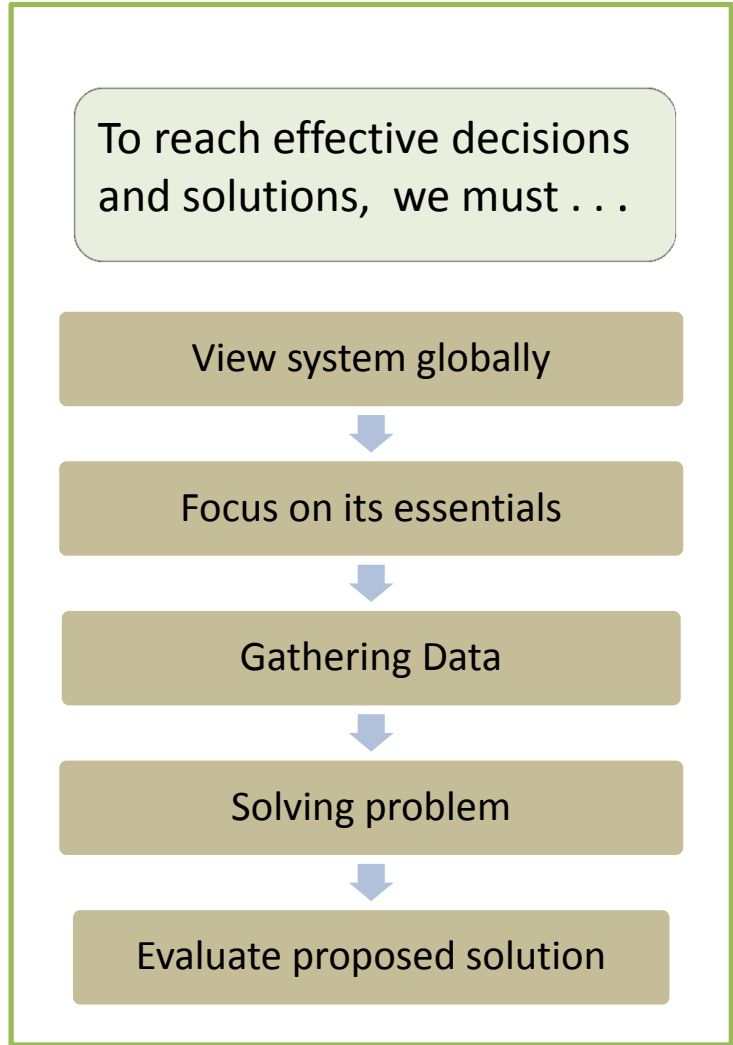 To reach effective decisions
and solutions, we must . . .
View system globally
Focus on its essentials
Gathering Data
Solving problem
Evaluate proposed solution